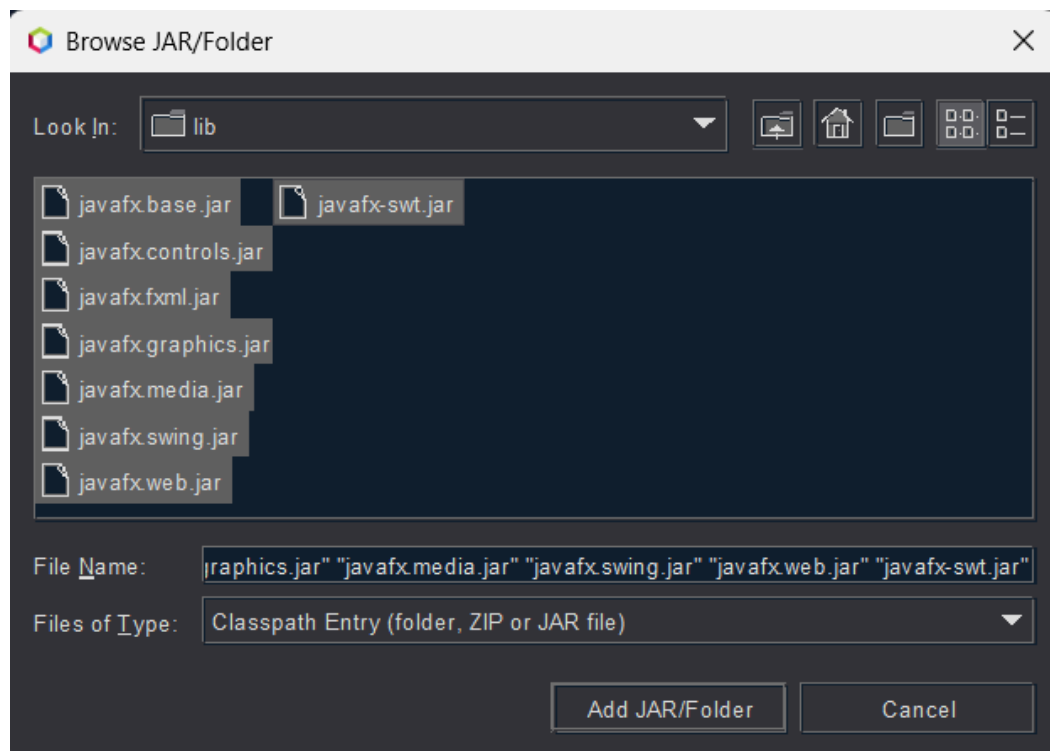 Browse JAR/Folder
Look In:
lib
javafx.base.jar
javafx-swt.jar
javafx.controls.jar
javafx.fxml.jar
javafx.graphics.jar
javafx.media.jar
javafx.swing.jar
javafx.web.jar
File Name:
graphics.jar" "javafx.media.jar" "javafx.swing.jar" "javafx.web.jar" "javafx-swt.jar"
Files of Type:
Classpath Entry (folder, ZIP or JAR file)
Add JAR/Folder
Cancel